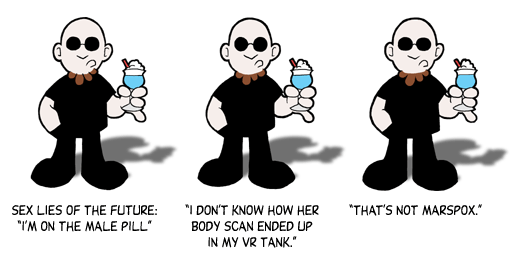 SEX LIES OF THE FUTURE:
"I'M ON THE MALE PILL"
"I DON'T KNOW HOW HER
BODY SCAN ENDED UP
IN MY VR TANK."
"THAT'S NOT MARSPOX."